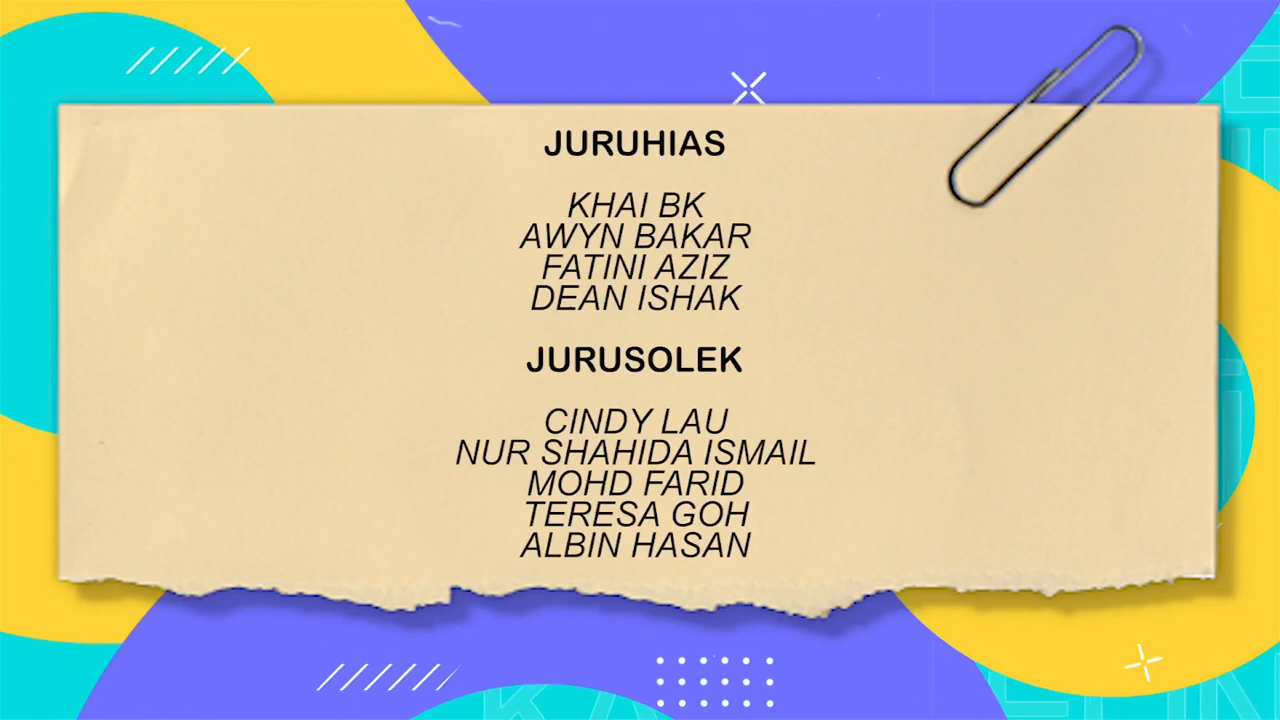 JURUHIAS
KHAI BK
AWYN BAKAR
FATINI AZIZ
DEAN ISHAK
JURUSOLEK
CINDY LAU
NUR SHAHIDA ISMAIL
MOHD FARID
TERESA GOH
ALBIN HASAN